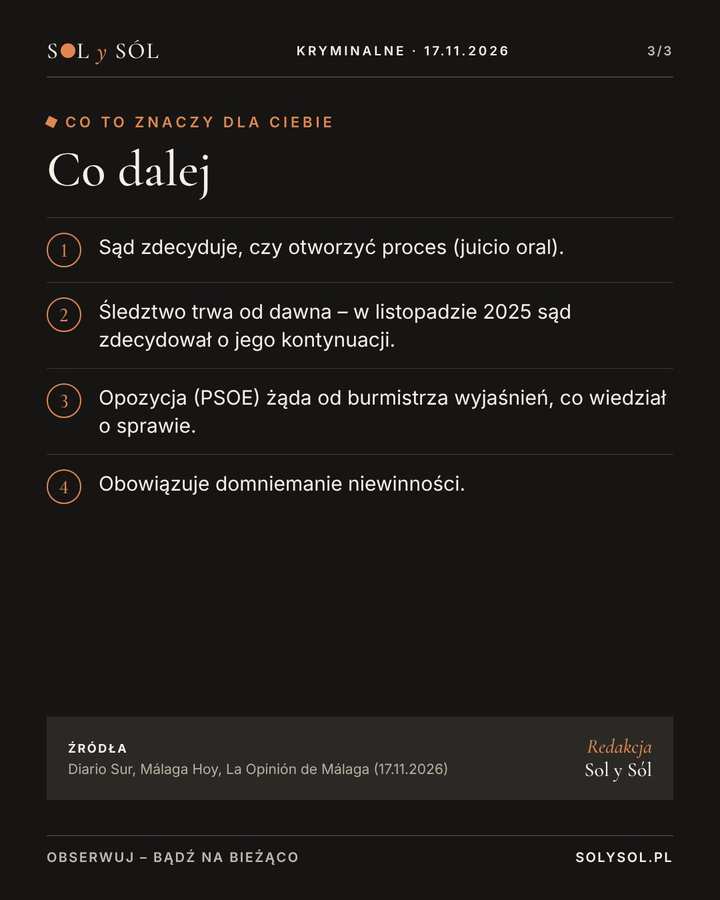 SOL y SÓL
KRYMINALNE · 17.11.2026
3/3
CO TO ZNACZY DLA CIEBIE
Co dalej
1 Sąd zdecyduje, czy otworzyć proces (juicio oral).
2 Śledztwo trwa od dawna – w listopadzie 2025 sąd
zdecydował o jego kontynuacji.
3 Opozycja (PSOE) żąda od burmistrza wyjaśnień, co wiedział
o sprawie.
4 Obowiązuje domniemanie niewinności.
ŹRÓDŁA
Diario Sur, Málaga Hoy, La Opinión de Málaga (17.11.2026)
Redakcja
Sol y Sól
OBSERWUJ – BĄDŹ NA BIEŻĄCO
SOLYSOL.PL